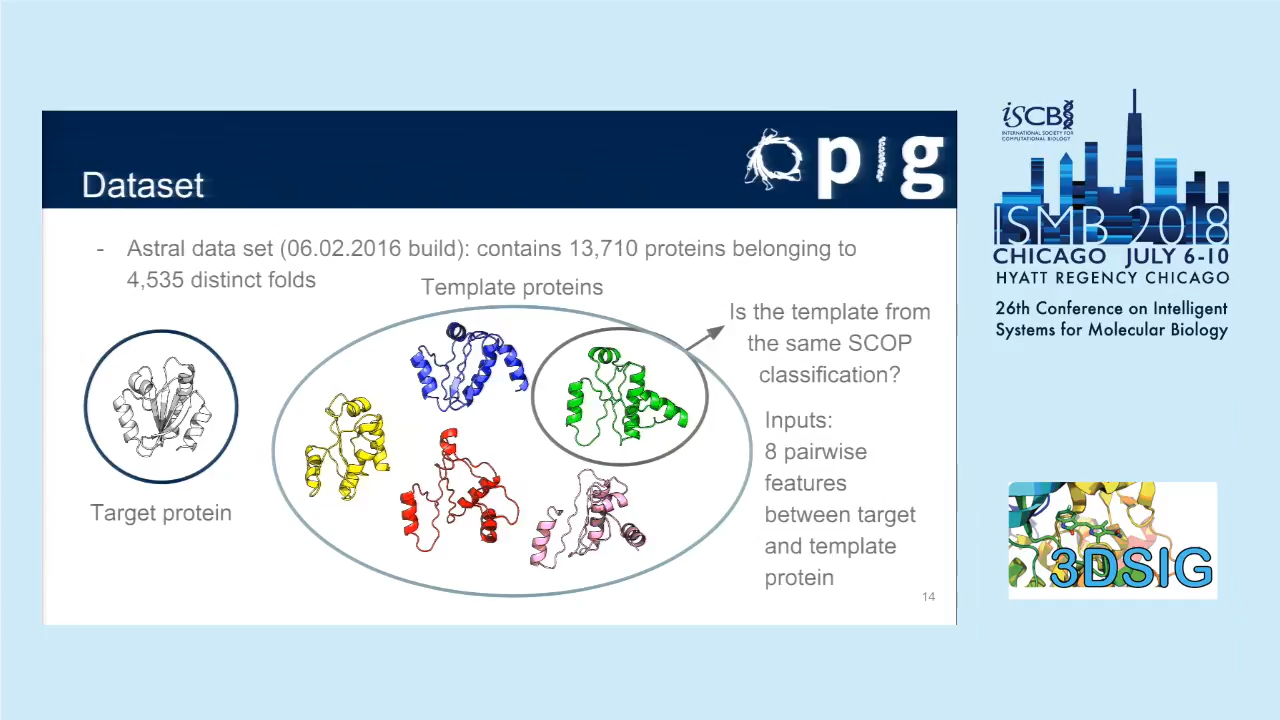 Dataset
opig
- Astral data set (06.02.2016 build): contains 13,710 proteins belonging to
4,535 distinct folds
Template proteins
Is the template from
the same SCOP
classification?
Inputs:
8 pairwise
features
between target
and template
protein
Target protein
14
iSCB
INTERNATIONAL SOCIETY FOR
COMPUTATIONAL BIOLOGY
ISMB 2018
CHICAGO JULY 6-10
HYATT REGENCY CHICAGO
26th Conference on Intelligent
Systems for Molecular Biology
3DSIG